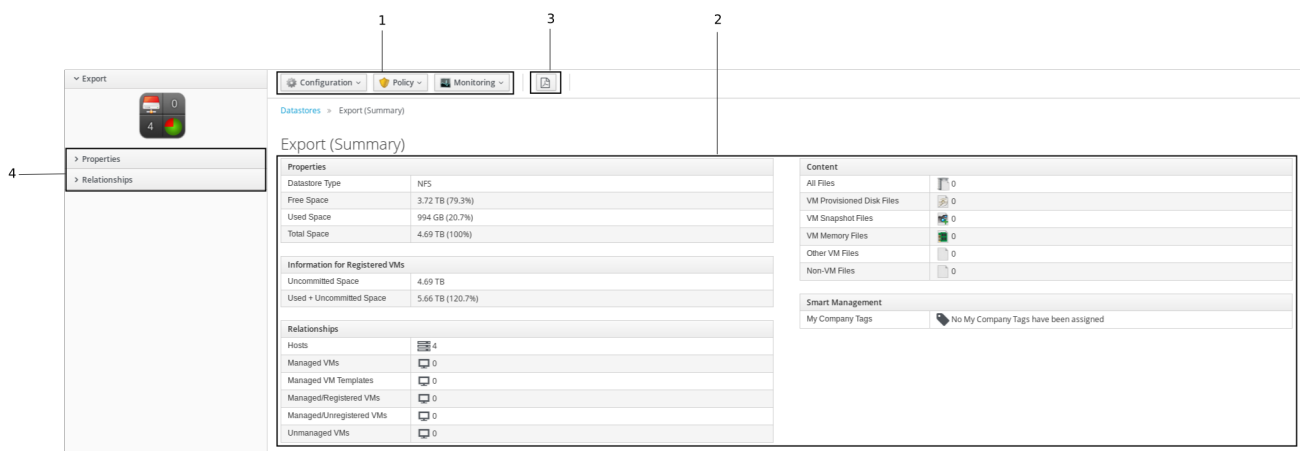 1
3
2
Export
Configuration
Policy
Monitoring
0
4
Datastores » Export (Summary)
Export (Summary)
4
Properties
Relationships
Properties
Datastore Type NFS
Free Space 3.72 TB (79.3%)
Used Space 994 GB (20.7%)
Total Space 4.69 TB (100%)
Information for Registered VMs
Uncommitted Space 4.69 TB
Used + Uncommitted Space 5.66 TB (120.7%)
Relationships
Hosts 4
Managed VMs 0
Managed VM Templates 0
Managed/Registered VMs 0
Managed/Unregistered VMs 0
Unmanaged VMs 0
Content
All Files 0
VM Provisioned Disk Files 0
VM Snapshot Files 0
VM Memory Files 0
Other VM Files 0
Non-VM Files 0
Smart Management
My Company Tags No My Company Tags have been assigned